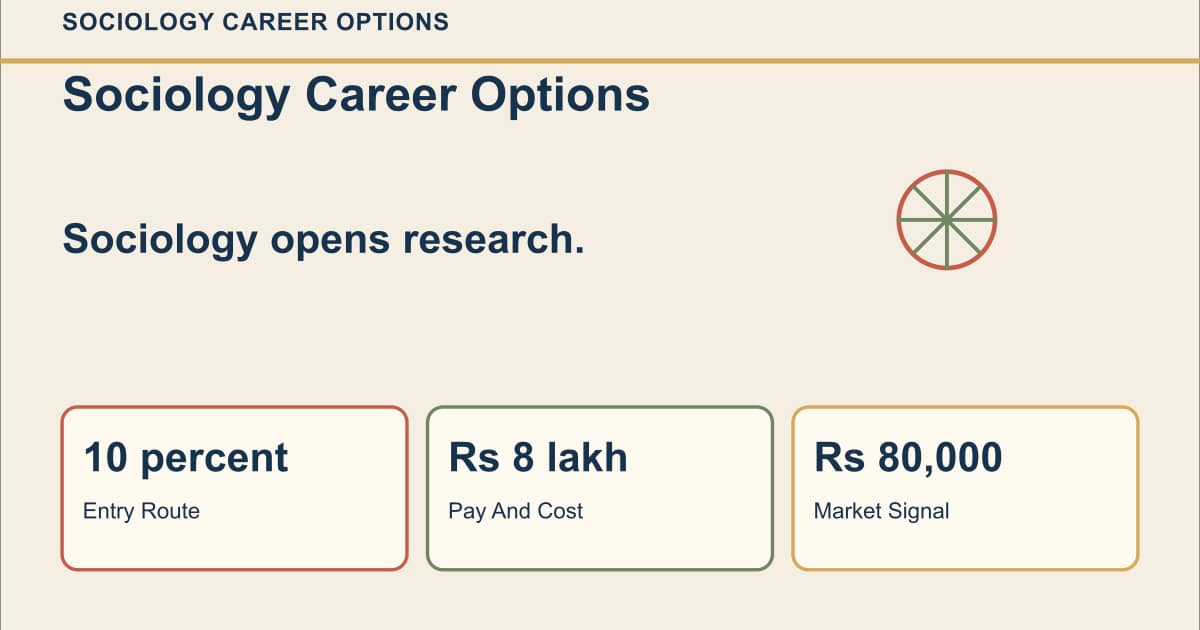 SOCIOLOGY CAREER OPTIONS
Sociology Career Options
Sociology opens research.
10 percent
Entry Route
Rs 8 lakh
Pay And Cost
Rs 80,000
Market Signal